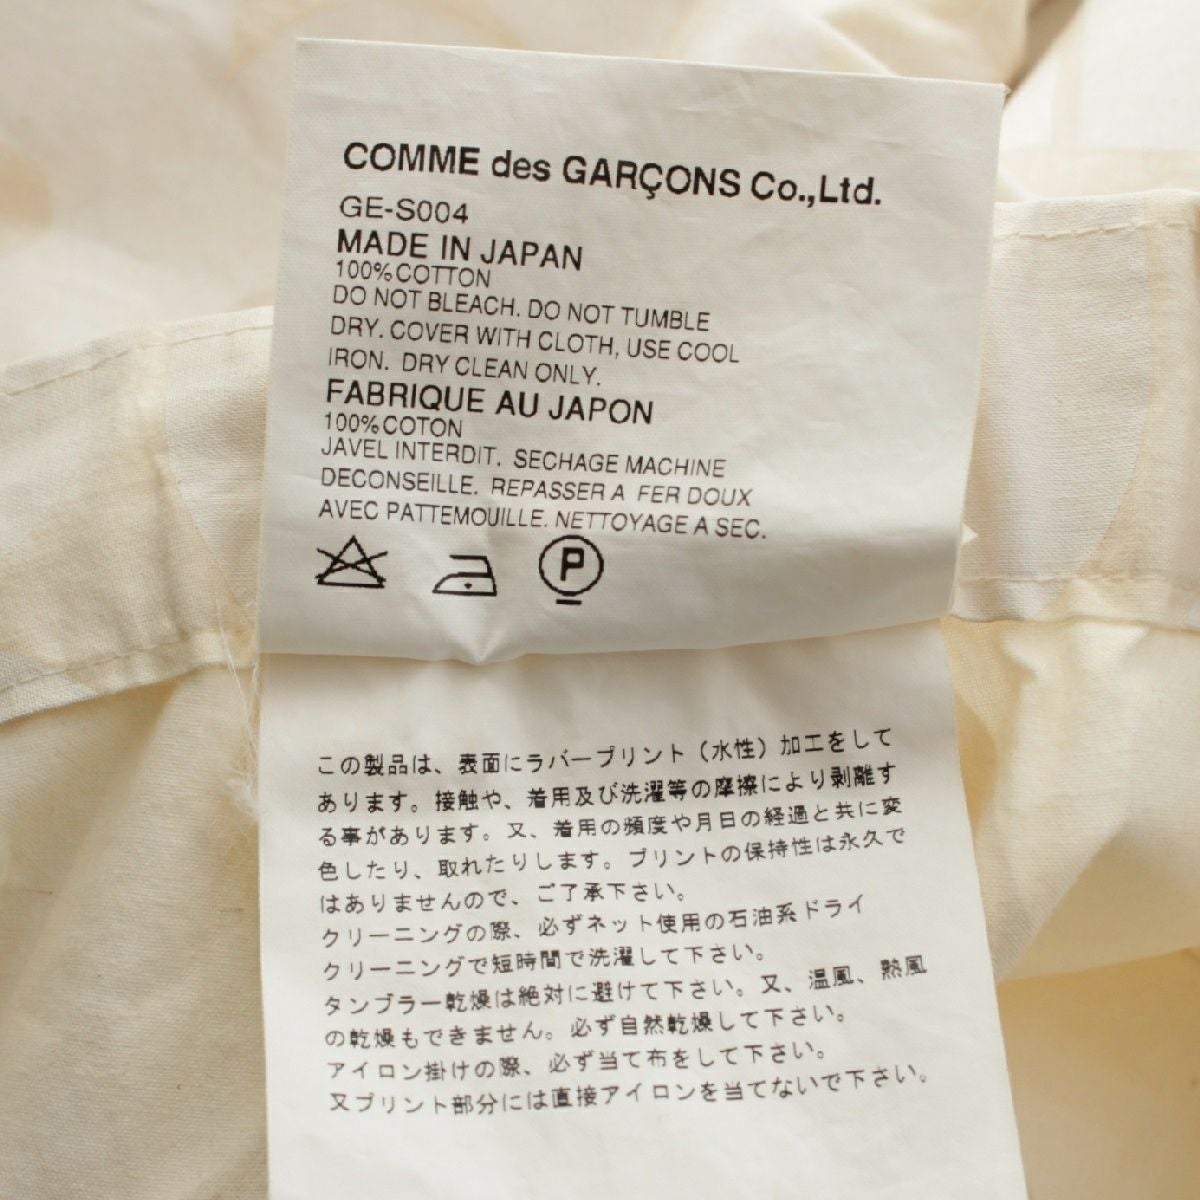 COMME des GARÇONS Co.,Ltd.
GE-S004
MADE IN JAPAN
100%COTTON
DO NOT BLEACH. DO NOT TUMBLE
DRY. COVER WITH CLOTH, USE COOL
IRON. DRY CLEAN ONLY.
FABRIQUE AU JAPON
100%COTON
JAVEL INTERDIT. SECHAGE MACHINE
DECONSEILLE. REPASSER A FER DOUX
AVEC PATTEMOUILLE. NETTOYAGE A SEC.
P
この製品は、表面にラバープリント（水性）加工をして
あります。接触や、着用及び洗濯等の摩擦により剥離す
る事があります。又、着用の頻度や月日の経過と共に変
色したり、取れたりします。プリントの保持性は永久で
はありませんので、ご了承下さい。
クリーニングの際、必ずネット使用の石油系ドライ
クリーニングで短時間で洗濯して下さい。
タンブラー乾燥は絶対に避けて下さい。又、温風、熱風
の乾燥もできません。必ず自然乾燥して下さい。
アイロン掛けの際、必ず当て布をして下さい。
又プリント部分には直接アイロンを当てないで下さい。